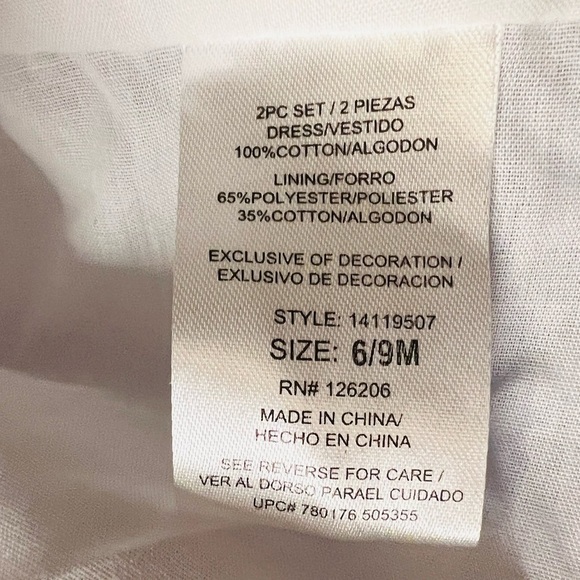 2PC SET / 2 PIEZAS
DRESS/VESTIDO
100%COTTON/ALGODON
LINING/FORRO
65%POLYESTER/POLIESTER
35%COTTON/ALGODON
EXCLUSIVE OF DECORATION /
EXLUSIVO DE DECORACION
STYLE: 14119507
SIZE: 6/9M
RN# 126206
MADE IN CHINA/
HECHO EN CHINA
SEE REVERSE FOR CARE /
VER AL DORSO PARAEL CUIDADO
UPC# 780176 505355